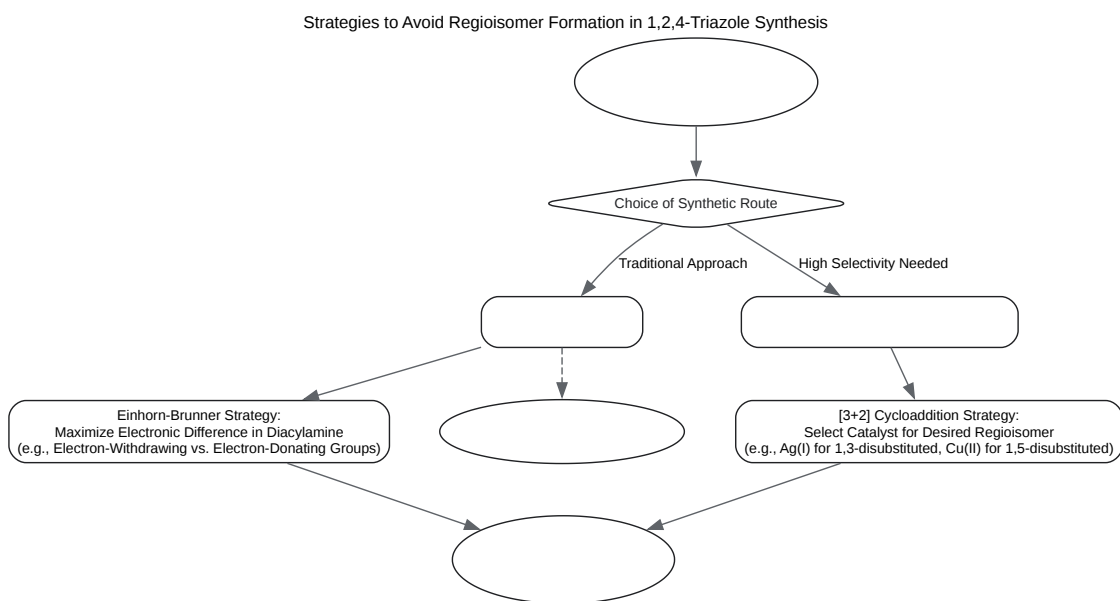 Strategies to Avoid Regioisomer Formation in 1,2,4-Triazole Synthesis
Choice of Synthetic Route
Traditional Approach
High Selectivity Needed
Einhorn-Brunner Strategy:
Maximize Electronic Difference in Diacylamine
(e.g., Electron-Withdrawing vs. Electron-Donating Groups)
[3+2] Cycloaddition Strategy:
Select Catalyst for Desired Regioisomer
(e.g., Ag(I) for 1,3-disubstituted, Cu(II) for 1,5-disubstituted)